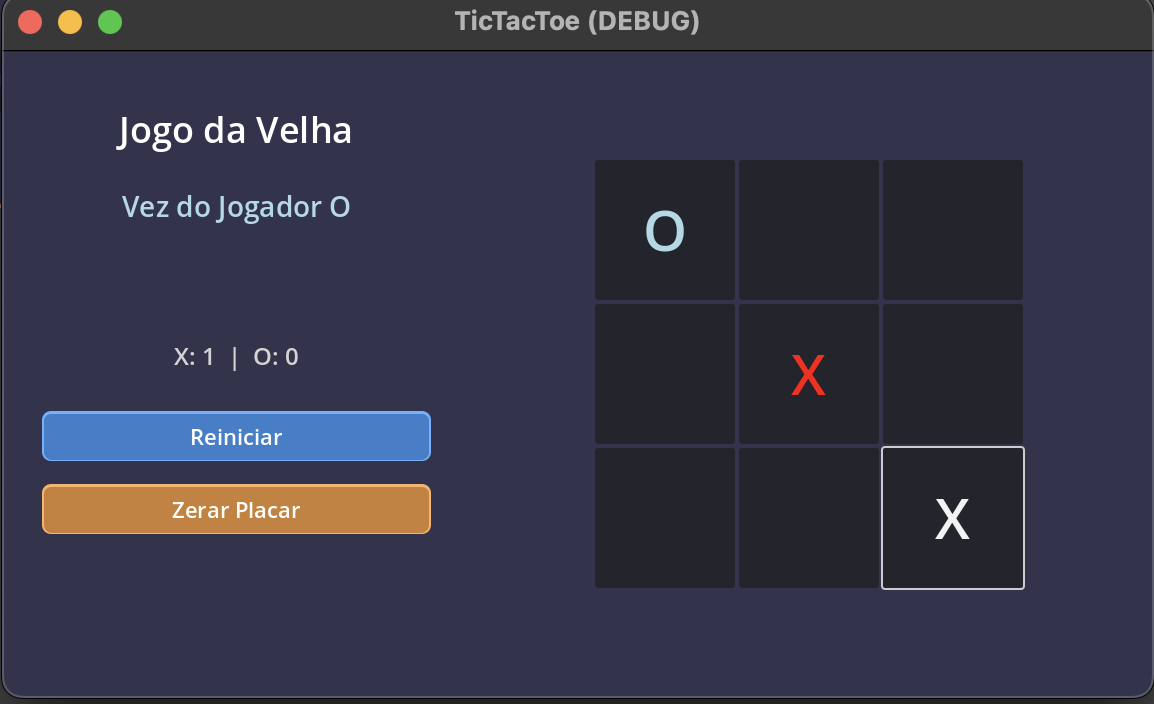 TicTacToe (DEBUG)
Jogo da Velha
Vez do Jogador O
X: 1 | O: 0
Reiniciar
Zerar Placar
O
X
X